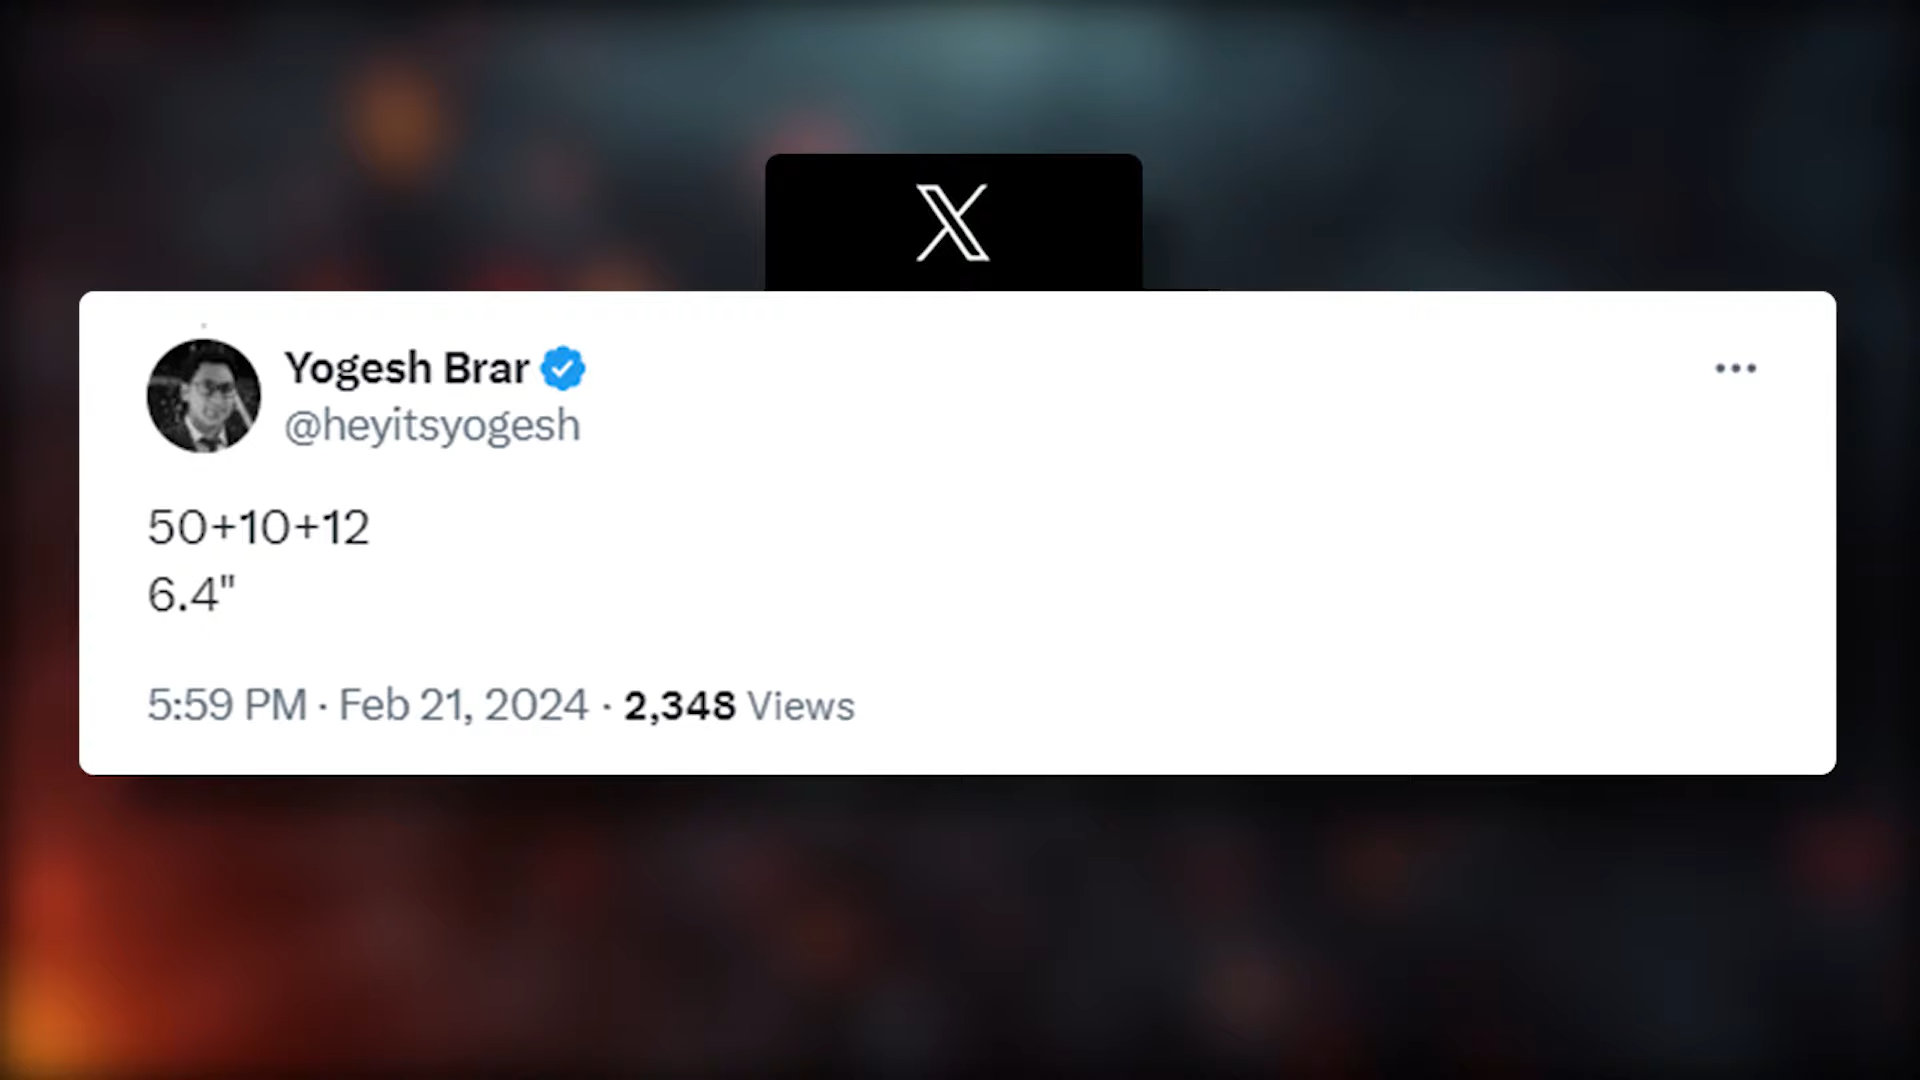 X
Yogesh Brar
@heyitsyogesh
50+10+12
6.4"
5:59 PM · Feb 21, 2024 · 2,348 Views